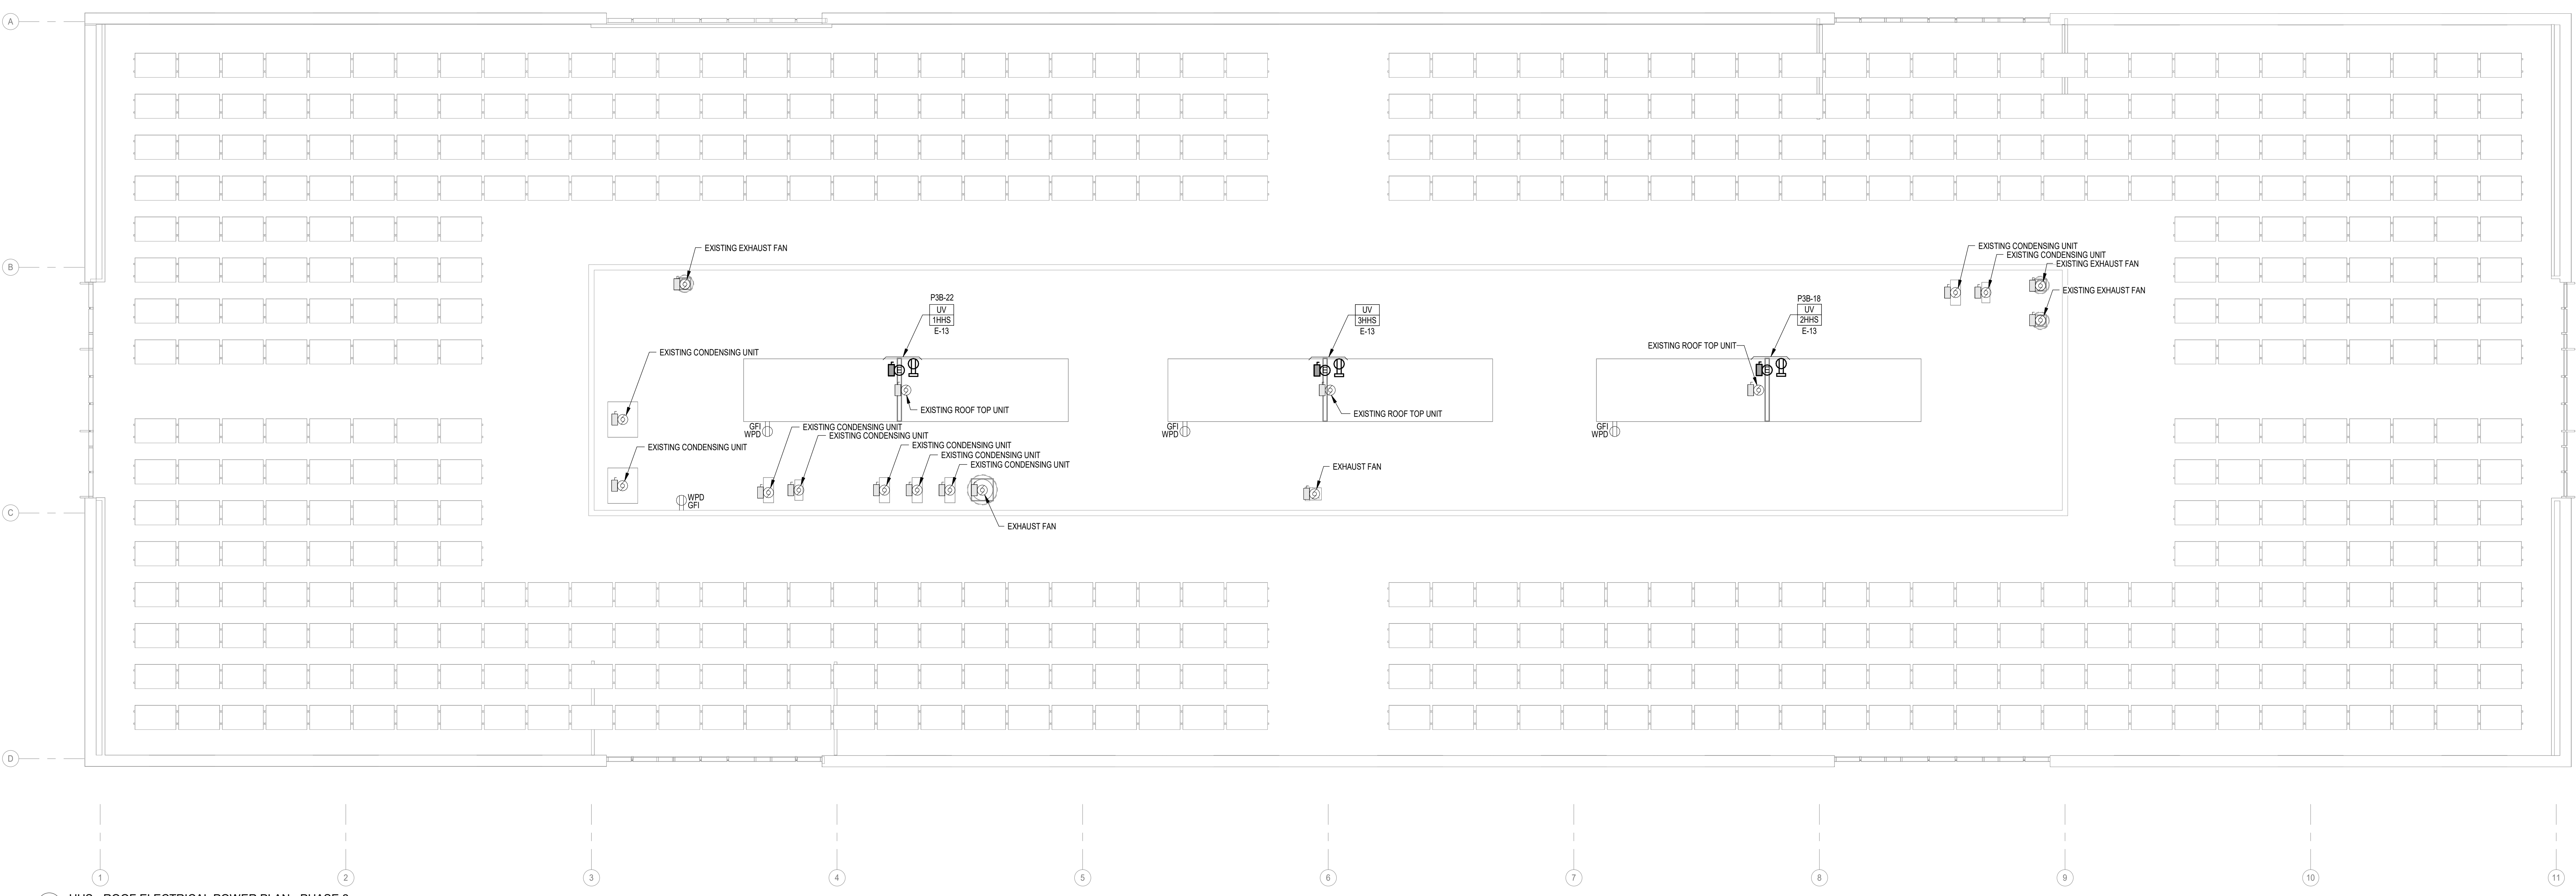 A
EXISTING EXHAUST FAN
EXISTING CONDENSING UNIT
EXISTING CONDENSING UNIT
EXISTING EXHAUST FAN
B
EXISTING EXHAUST FAN
P3B-22
UV
1HHS
E-13
UV
3HHS
E-13
P3B-18
UV
2HHS
E-13
EXISTING ROOF TOP UNIT
EXISTING CONDENSING UNIT
EXISTING ROOF TOP UNIT
EXISTING ROOF TOP UNIT
GFI
WPD
GFI
WPD
GFI
WPD
EXISTING CONDENSING UNIT
EXISTING CONDENSING UNIT
EXISTING CONDENSING UNIT
EXISTING CONDENSING UNIT
EXISTING CONDENSING UNIT
EXISTING CONDENSING UNIT
EXHAUST FAN
WPD
GFI
C
EXHAUST FAN
D
1
2
3
4
5
6
7
8
9
10
11